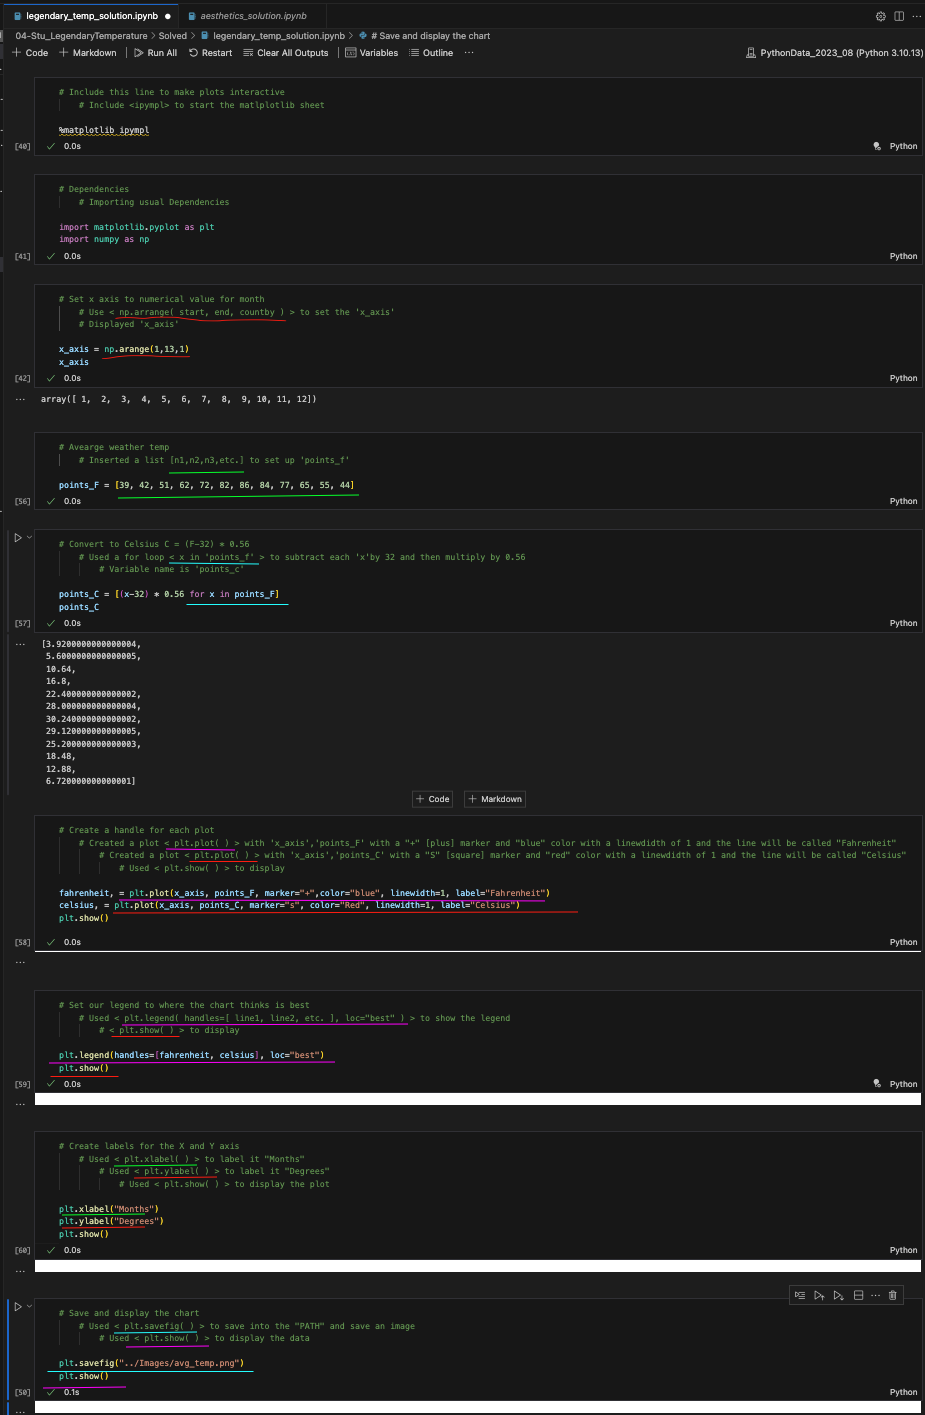 legendary_temp_solution.ipynb ● aesthetics_solution.ipynb ...
04-Stu_LegendaryTemperature > Solved > legendary_temp_solution.ipynb > # Save and display the chart
+ Code + Markdown | Run All Restart Clear All Outputs | Variables Outline ... PythonData_2023_08 (Python 3.10.13)
# Include this line to make plots interactive
# Include <ipympl> to start the matlplotlib sheet
%matplotlib ipympl
[40] ✓ 0.0s Python
# Dependencies
# Importing usual Dependencies
import matplotlib.pyplot as plt
import numpy as np
[41] ✓ 0.0s Python
# Set x axis to numerical value for month
# Use < np.arrange( start, end, countby ) > to set the 'x_axis'
# Displayed 'x_axis'
x_axis = np.arange(1,13,1)
x_axis
[42] ✓ 0.0s Python
... array([ 1, 2, 3, 4, 5, 6, 7, 8, 9, 10, 11, 12])
# Avearge weather temp
# Inserted a list [n1,n2,n3,etc.] to set up 'points_f'
points_F = [39, 42, 51, 62, 72, 82, 86, 84, 77, 65, 55, 44]
[56] ✓ 0.0s Python
# Convert to Celsius C = (F-32) * 0.56
# Used a for loop < x in 'points_f' > to subtract each 'x'by 32 and then multiply by 0.56
# Variable name is 'points_c'
points_C = [(x-32) * 0.56 for x in points_F]
points_C
[57] ✓ 0.0s Python
... [3.9200000000000004,
5.6000000000000005,
10.64,
16.8,
22.400000000000002,
28.000000000000004,
30.240000000000002,
29.120000000000005,
25.200000000000003,
18.48,
12.88,
6.720000000000001]
+ Code + Markdown
# Create a handle for each plot
# Created a plot < plt.plot( ) > with 'x_axis','points_F' with a "+" [plus] marker and "blue" color with a linewdidth of 1 and the line will be called "Fahrenheit"
# Created a plot < plt.plot( ) > with 'x_axis','points_C' with a "S" [square] marker and "red" color with a linewdidth of 1 and the line will be called "Celsius"
# Used < plt.show( ) > to display
fahrenheit, = plt.plot(x_axis, points_F, marker="+",color="blue", linewidth=1, label="Fahrenheit")
celsius, = plt.plot(x_axis, points_C, marker="s", color="Red", linewidth=1, label="Celsius")
plt.show()
[58] ✓ 0.0s Python
...
# Set our legend to where the chart thinks is best
# Used < plt.legend( handles=[ line1, line2, etc. ], loc="best" ) > to show the legend
# < plt.show( ) > to display
plt.legend(handles=[fahrenheit, celsius], loc="best")
plt.show()
[59] ✓ 0.0s Python
...
# Create labels for the X and Y axis
# Used < plt.xlabel( ) > to label it "Months"
# Used < plt.ylabel( ) > to label it "Degrees"
# Used < plt.show( ) > to display the plot
plt.xlabel("Months")
plt.ylabel("Degrees")
plt.show()
[60] ✓ 0.0s Python
...
# Save and display the chart
# Used < plt.savefig( ) > to save into the "PATH" and save an image
# Used < plt.show( ) > to display the data
plt.savefig("../Images/avg_temp.png")
plt.show()
[50] ✓ 0.1s Python
...